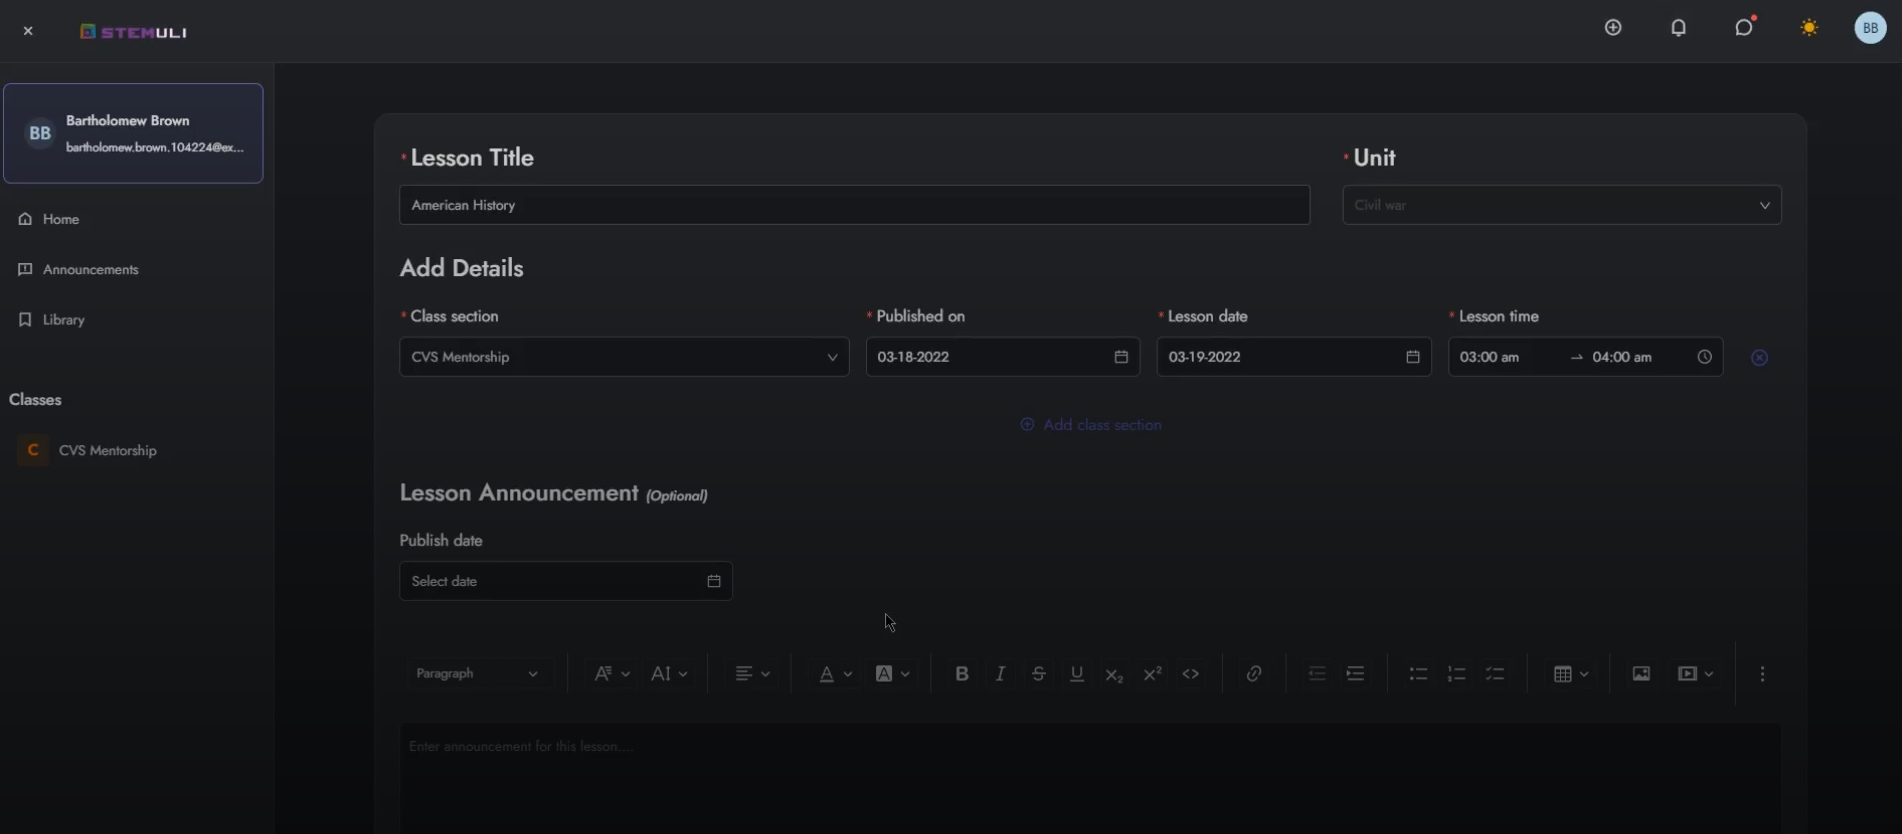 STEMULI
BB
BB
Bartholomew Brown
bartholomew.brown.104224@ex...
Home
Announcements
Library
Classes
C
CVS Mentorship
* Lesson Title
* Unit
American History
Civil war
Add Details
* Class section
* Published on
* Lesson date
* Lesson time
CVS Mentorship
03-18-2022
03-19-2022
03:00 am → 04:00 am
Add class section
Lesson Announcement (Optional)
Publish date
Select date
Paragraph
Enter announcement for this lesson....